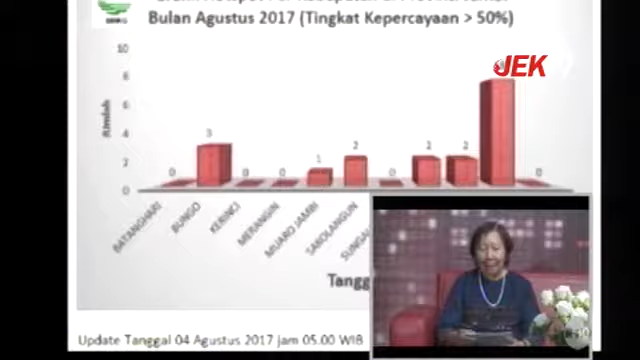 Bulan Agustus 2017 (Tingkat Kepercayaan > 50%)
JEK
10
8
6
4
2
0
Jumlah
0
3
0
0
1
2
0
2
2
0
BATANGHARI
BUNGO
KERINCI
MERANGIN
MUARO JAMBI
SAROLANGUN
Update Tanggal 04 Agustus 2017 jam 05.00 WIB